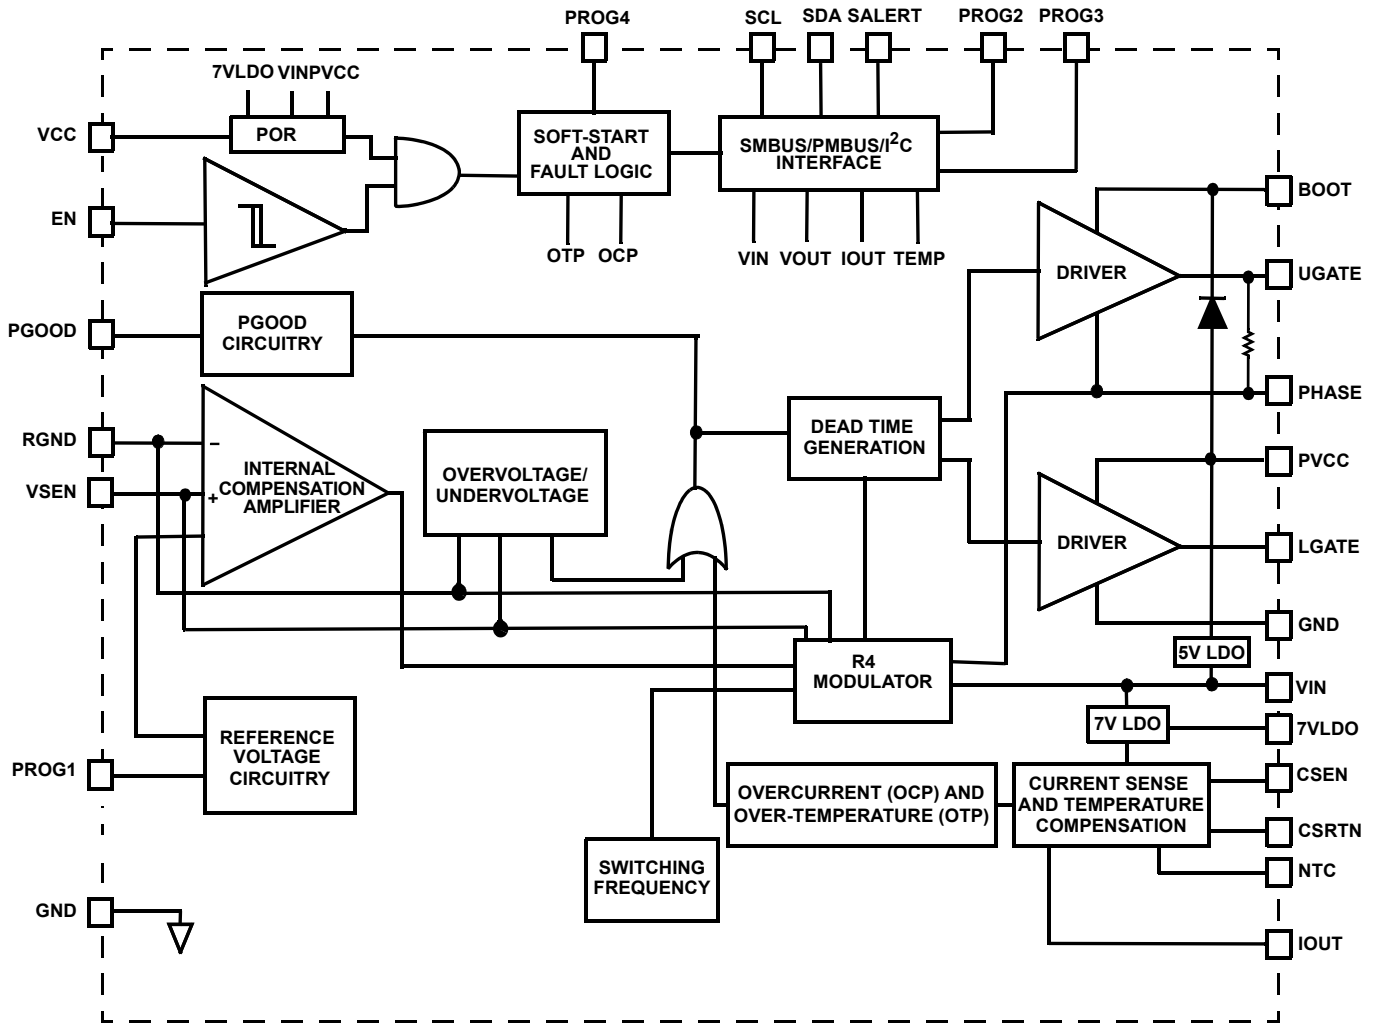 PROG4
SCL
SDA SALERT
PROG2
PROG3
7VLDO VINPVCC
VCC
POR
SOFT-START
AND
FAULT LOGIC
SMBUS/PMBUS/I²C
INTERFACE
BOOT
EN
OTP OCP
VIN VOUT IOUT TEMP
DRIVER
UGATE
PGOOD
PGOOD
CIRCUITRY
PHASE
RGND
−
VSEN
+
INTERNAL
COMPENSATION
AMPLIFIER
OVERVOLTAGE/
UNDERVOLTAGE
DEAD TIME
GENERATION
PVCC
DRIVER
LGATE
GND
5V LDO
R4
MODULATOR
VIN
7V LDO
7VLDO
REFERENCE
VOLTAGE
CIRCUITRY
PROG1
OVERCURRENT (OCP) AND
OVER-TEMPERATURE (OTP)
CURRENT SENSE
AND TEMPERATURE
COMPENSATION
CSEN
CSRTN
SWITCHING
FREQUENCY
NTC
GND
IOUT